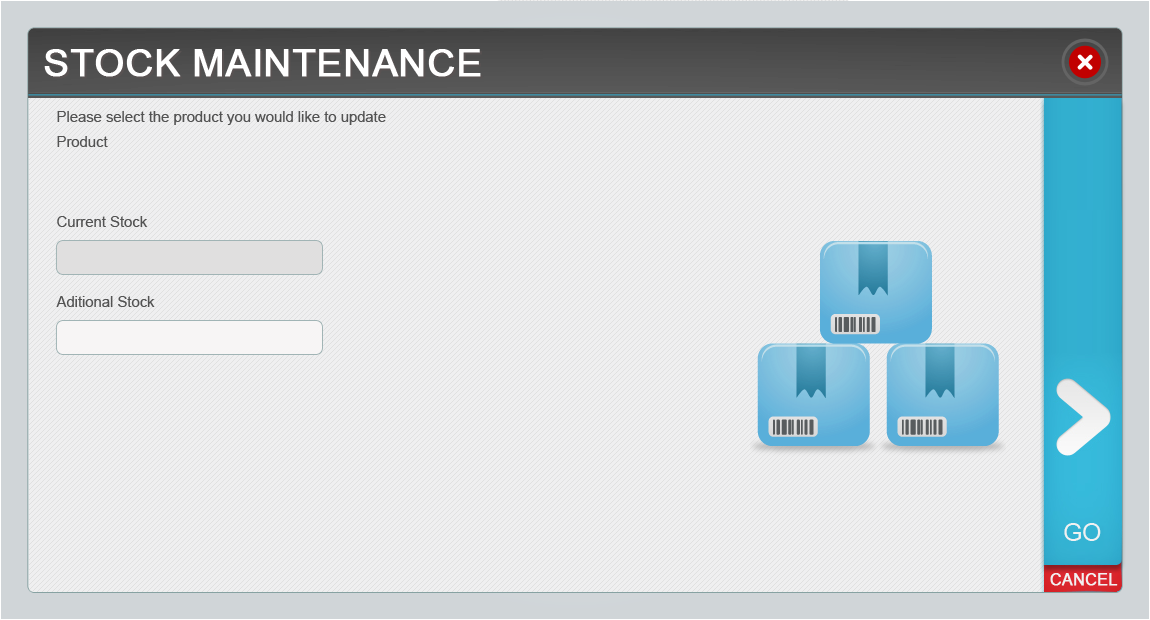 STOCK MAINTENANCE
Please select the product you would like to update
Product
Current Stock
Aditional Stock
GO
CANCEL